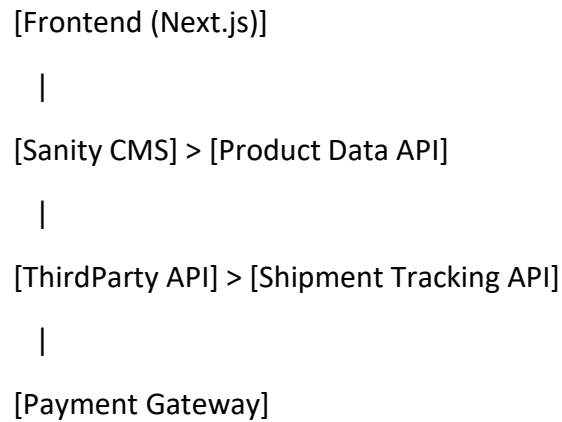 [Frontend (Next.js)]
|
[Sanity CMS] > [Product Data API]
|
[ThirdParty API] > [Shipment Tracking API]
|
[Payment Gateway]